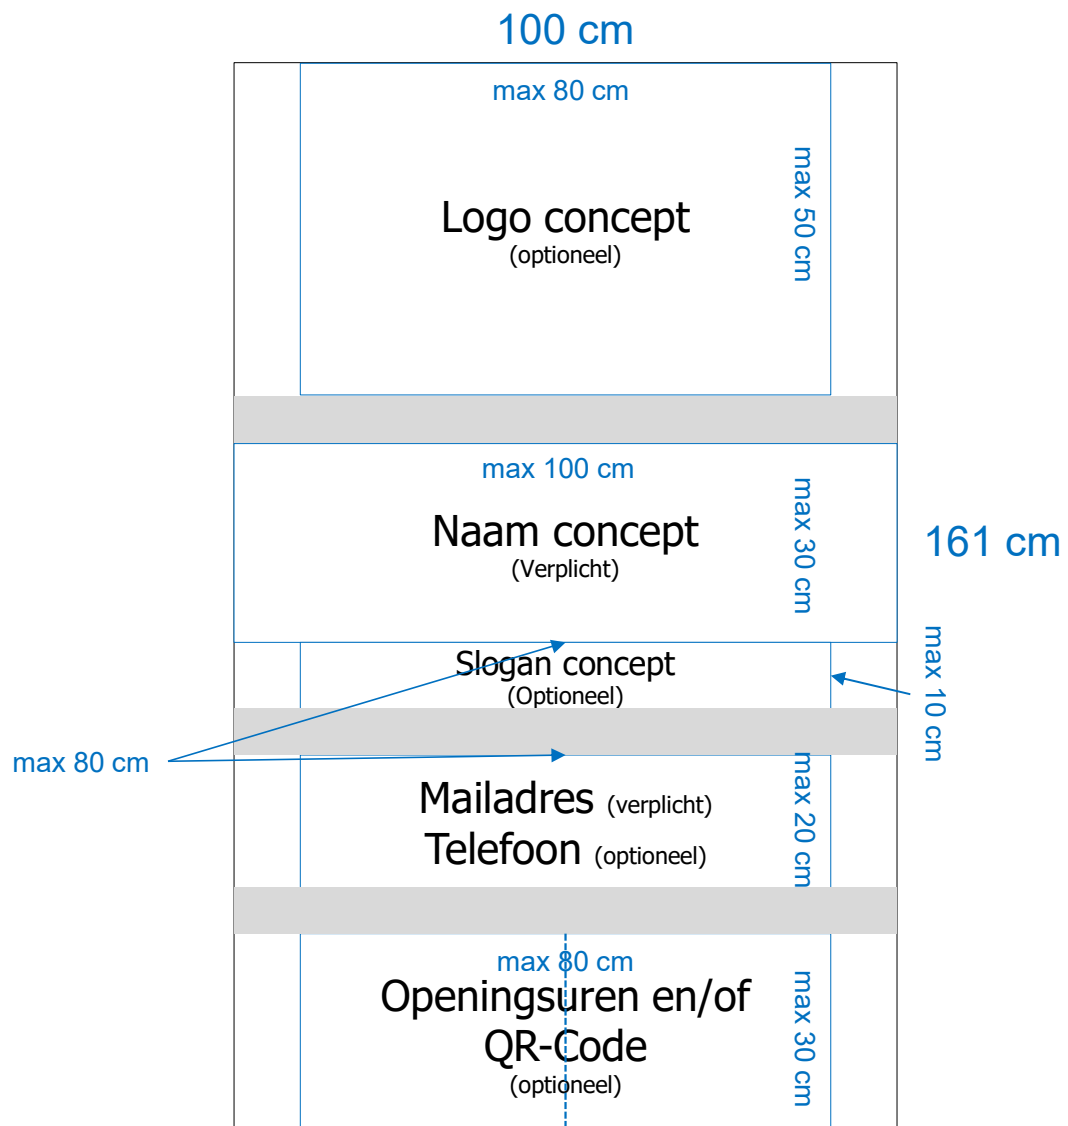 100 cm
max 80 cm
max 50 cm
Logo concept
(optioneel)
max 100 cm
max 30 cm
Naam concept
(Verplicht)
161 cm
Slogan concept
(Optioneel)
max 10 cm
max 80 cm
max 20 cm
Mailadres (verplicht)
Telefoon (optioneel)
max 80 cm
max 30 cm
Openingsuren en/of
QR-Code
(optioneel)